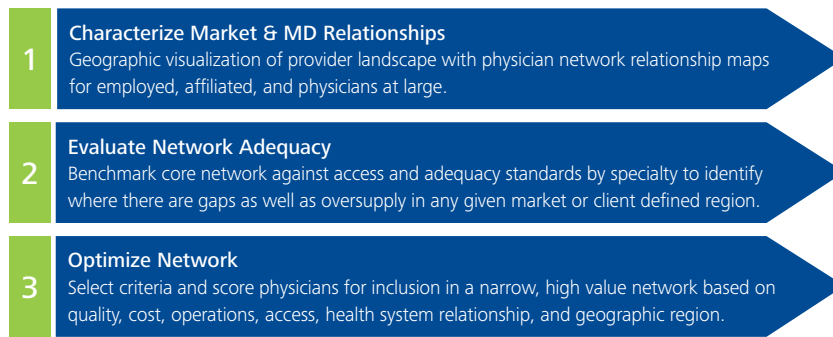 1
Characterize Market & MD Relationships
Geographic visualization of provider landscape with physician network relationship maps
for employed, affiliated, and physicians at large.
2
Evaluate Network Adequacy
Benchmark core network against access and adequacy standards by specialty to identify
where there are gaps as well as oversupply in any given market or client defined region.
3
Optimize Network
Select criteria and score physicians for inclusion in a narrow, high value network based on
quality, cost, operations, access, health system relationship, and geographic region.